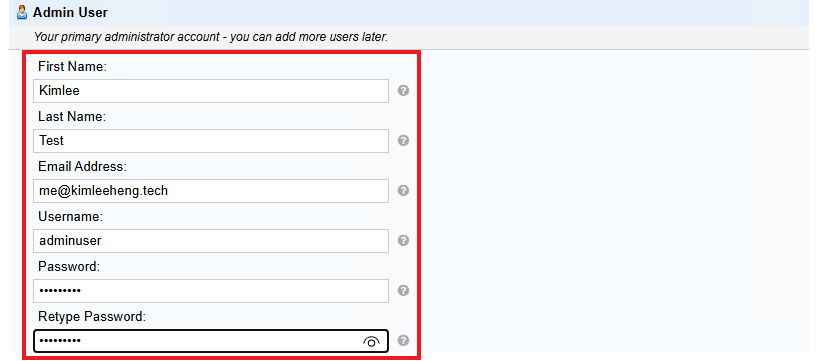 Admin User
Your primary administrator account - you can add more users later.
First Name:
Kimlee
?
Last Name:
Test
?
Email Address:
me@kimleeheng.tech
?
Username:
adminuser
?
Password:
•••••••••
?
Retype Password:
•••••••••
?